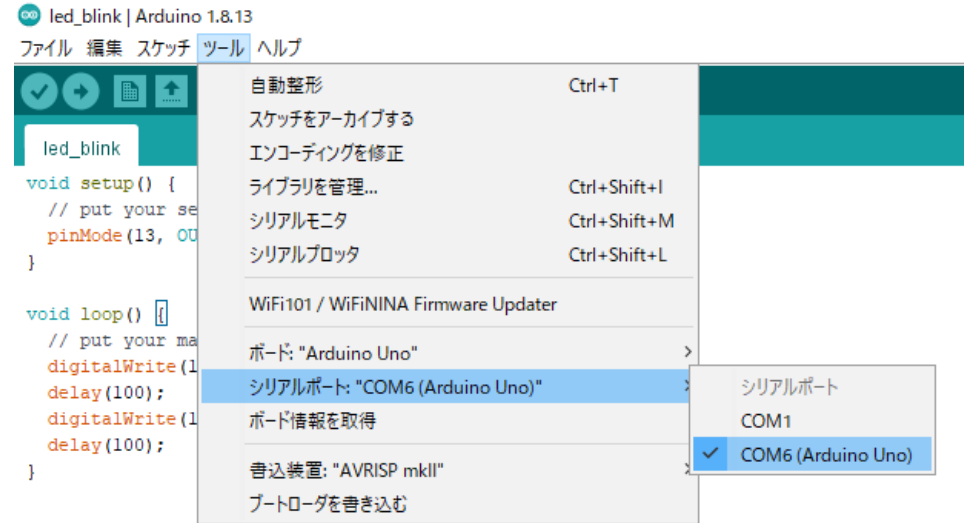 led_blink | Arduino 1.8.13
ファイル 編集 スケッチ ツール ヘルプ
led_blink
void setup() {
// put your se
pinMode(13, OU
}
void loop() {
// put your ma
digitalWrite(1
delay(100);
digitalWrite(1
delay(100);
}
自動整形 Ctrl+T
スケッチをアーカイブする
エンコーディングを修正
ライブラリを管理... Ctrl+Shift+I
シリアルモニタ Ctrl+Shift+M
シリアルプロッタ Ctrl+Shift+L
WiFi101 / WiFiNINA Firmware Updater
ボード: "Arduino Uno"
シリアルポート: "COM6 (Arduino Uno)"
ボード情報を取得
書込装置: "AVRISP mkII"
ブートローダを書き込む
シリアルポート
COM1
COM6 (Arduino Uno)